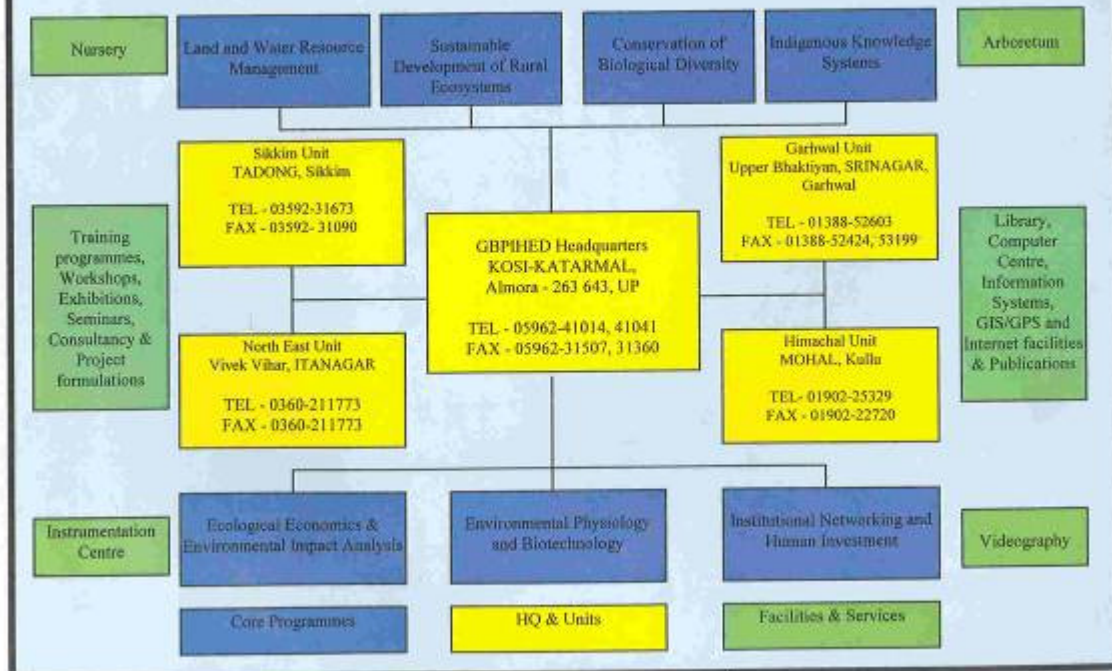 Nursery
Land and Water Resource
Management
Sustainable
Development of Rural
Ecosystems
Conservation of
Biological Diversity
Indigenous Knowledge
Systems
Arboretum
Sikkim Unit
TADONG, Sikkim
TEL - 03592-31673
FAX - 03592- 31090
Garhwal Unit
Upper Bhaktiyan, SRINAGAR,
Garhwal
TEL - 01388-52603
FAX - 01388-52424, 53199
Training
programmes,
Workshops,
Exhibitions,
Seminars,
Consultancy &
Project
formulations
GBPIHED Headquarters
KOSI-KATARMAL,
Almora - 263 643, UP
TEL - 05962-41014, 41041
FAX - 05962-31507, 31360
Library,
Computer
Centre,
Information
Systems,
GIS/GPS and
Internet facilities
& Publications
North East Unit
Vivek Vihar, ITANAGAR
TEL - 0360-211773
FAX - 0360-211773
Himachal Unit
MOHAL, Kullu
TEL- 01902-25329
FAX - 01902-22720
Instrumentation
Centre
Ecological Economics &
Environmental Impact Analysis
Environmental Physiology
and Biotechnology
Institutional Networking and
Human Investment
Videography
Core Programmes
HQ & Units
Facilities & Services